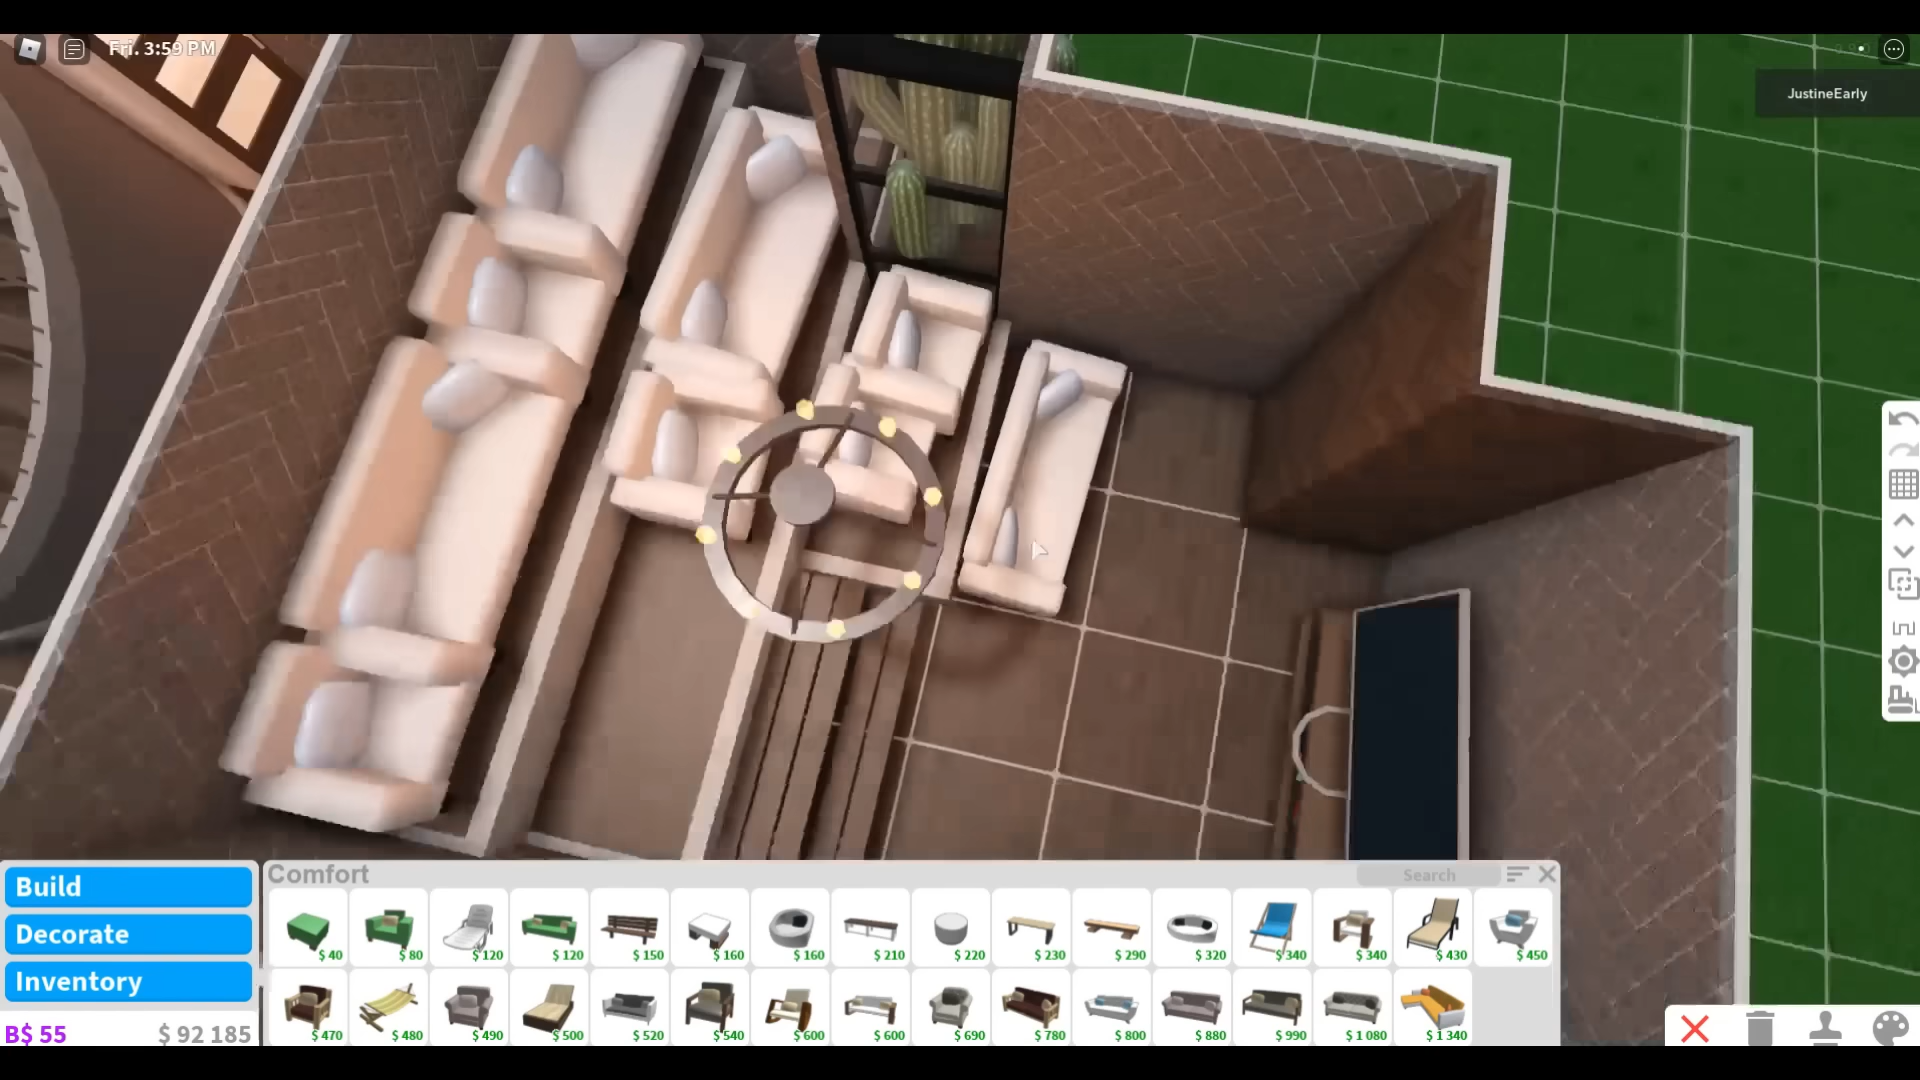 Fri. 3:59 PM
JustineEarly
Build
Decorate
Inventory
B$ 55
$ 92 185
Comfort
Search
$ 40
$ 80
$ 120
$ 120
$ 150
$ 160
$ 160
$ 210
$ 220
$ 230
$ 290
$ 320
$ 340
$ 340
$ 430
$ 450
$ 470
$ 480
$ 490
$ 500
$ 520
$ 540
$ 600
$ 600
$ 690
$ 780
$ 800
$ 880
$ 990
$ 1 080
$ 1 340